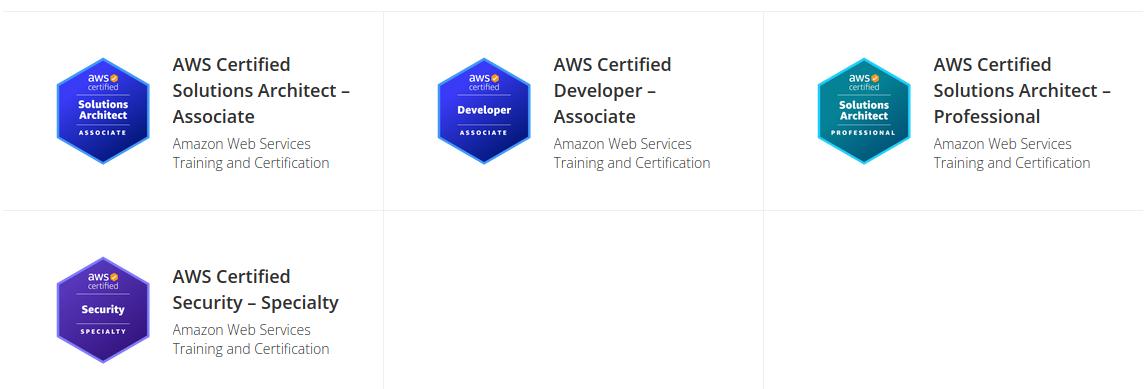 aws
certified
Solutions
Architect
ASSOCIATE
AWS Certified
Solutions Architect –
Associate
Amazon Web Services
Training and Certification
aws
certified
Developer
ASSOCIATE
AWS Certified
Developer –
Associate
Amazon Web Services
Training and Certification
aws
certified
Solutions
Architect
PROFESSIONAL
AWS Certified
Solutions Architect –
Professional
Amazon Web Services
Training and Certification
aws
certified
Security
SPECIALTY
AWS Certified
Security – Specialty
Amazon Web Services
Training and Certification